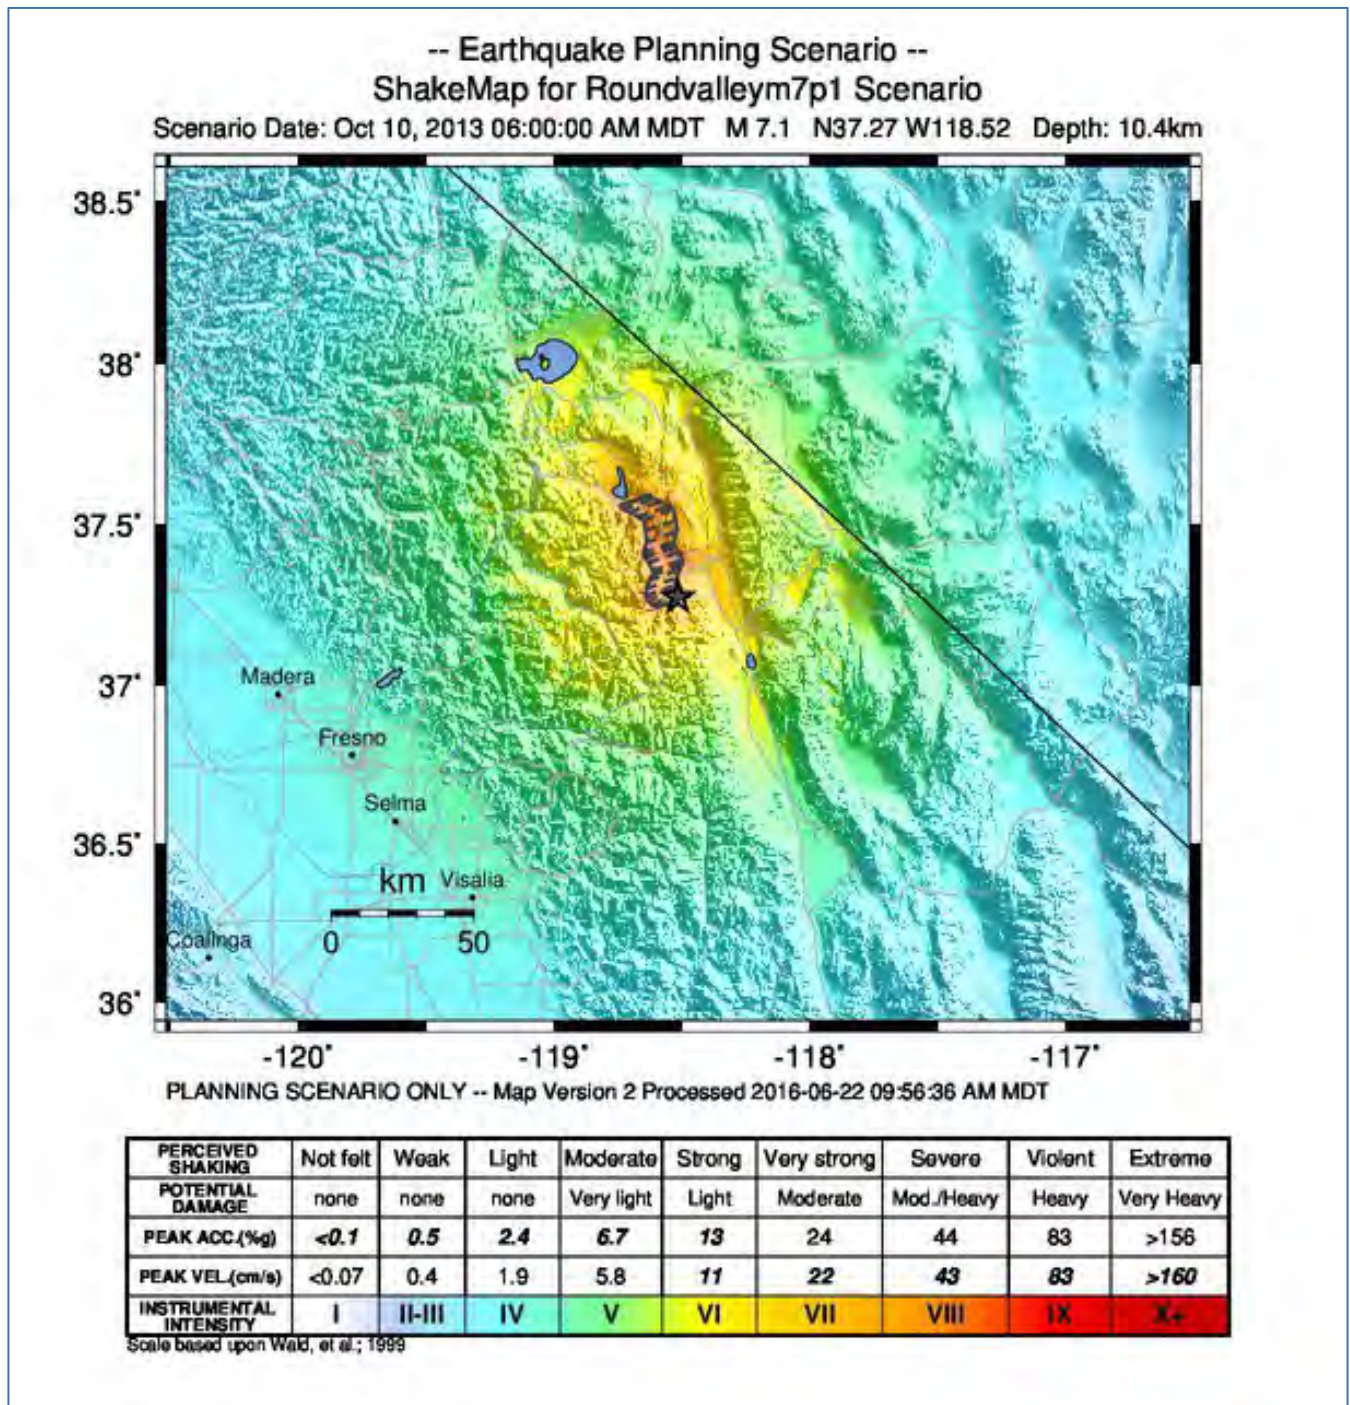 -- Earthquake Planning Scenario --
ShakeMap for Roundvalleym7p1 Scenario
Scenario Date: Oct 10, 2013 06:00:00 AM MDT M 7.1 N37.27 W118.52 Depth: 10.4km
38.5°
38°
37.5°
37°
Madera
Fresno
Selma
36.5°
km Visalia
0 50
Coalinga
36°
-120° -119° -118° -117°
PLANNING SCENARIO ONLY -- Map Version 2 Processed 2016-06-22 09:56:36 AM MDT
PERCEIVED SHAKING Not felt Weak Light Moderate Strong Very strong Severe Violent Extreme
POTENTIAL DAMAGE none none none Very light Light Moderate Mod./Heavy Heavy Very Heavy
PEAK ACC.(%g) <0.1 0.5 2.4 6.7 13 24 44 83 >156
PEAK VEL.(cm/s) <0.07 0.4 1.9 5.8 11 22 43 83 >160
INSTRUMENTAL INTENSITY I II-III IV V VI VII VIII IX X+
Scale based upon Wald, et al.; 1999